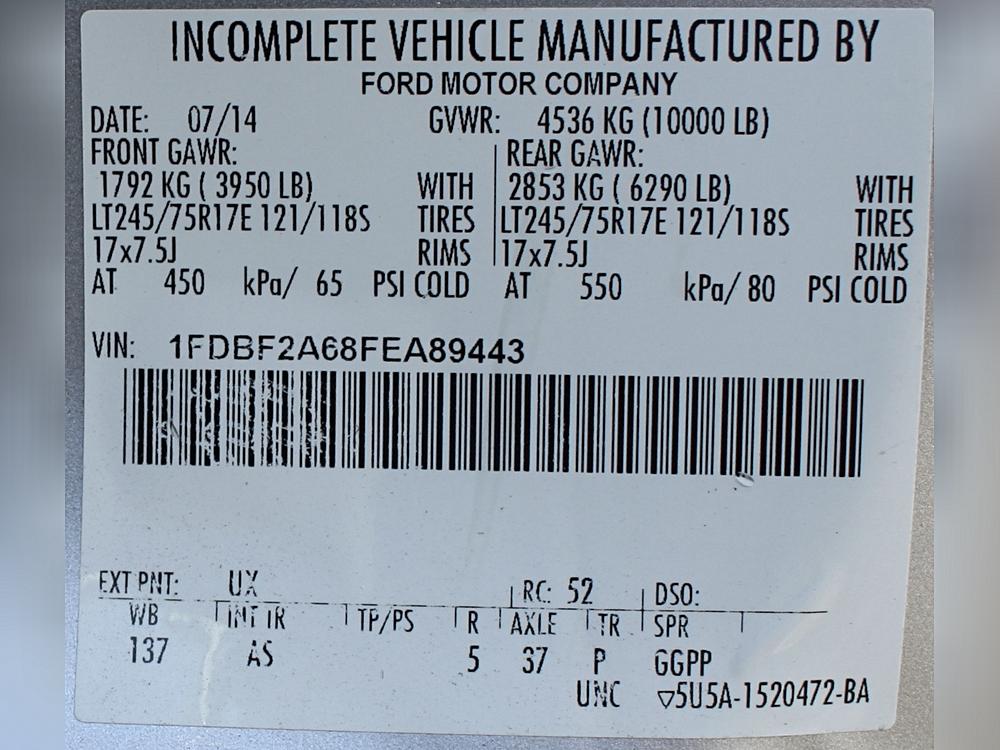 INCOMPLETE VEHICLE MANUFACTURED BY
FORD MOTOR COMPANY
DATE: 07/14 GVWR: 4536 KG (10000 LB)
FRONT GAWR: REAR GAWR:
1792 KG ( 3950 LB) WITH 2853 KG ( 6290 LB) WITH
LT245/75R17E 121/118S TIRES LT245/75R17E 121/118S TIRES
17x7.5J RIMS 17x7.5J RIMS
AT 450 kPa/ 65 PSI COLD AT 550 kPa/ 80 PSI COLD
VIN: 1FDBF2A68FEA89443
EXT PNT: UX RC: 52 DSO:
WB INT IR TP/PS R AXLE TR SPR
137 AS 5 37 P GGPP
UNC ▽5U5A-1520472-BA